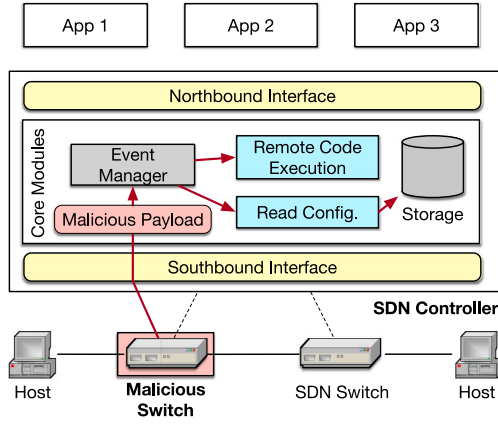 App 1
App 2
App 3
Northbound Interface
Core Modules
Event
Manager
Remote Code
Execution
Malicious Payload
Read Config.
Storage
Southbound Interface
SDN Controller
Host
Malicious
Switch
SDN Switch
Host